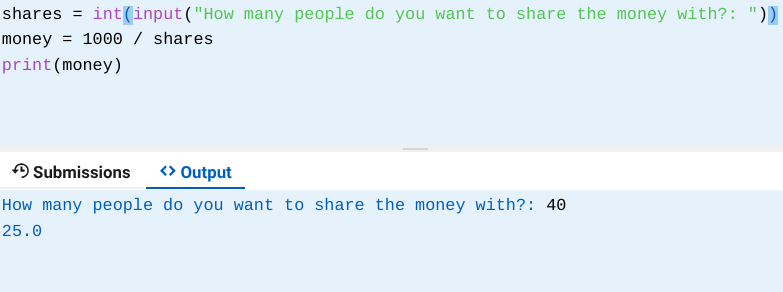 shares = int(input("How many people do you want to share the money with?: "))
money = 1000 / shares
print(money)
Submissions
<> Output
How many people do you want to share the money with?: 40
25.0